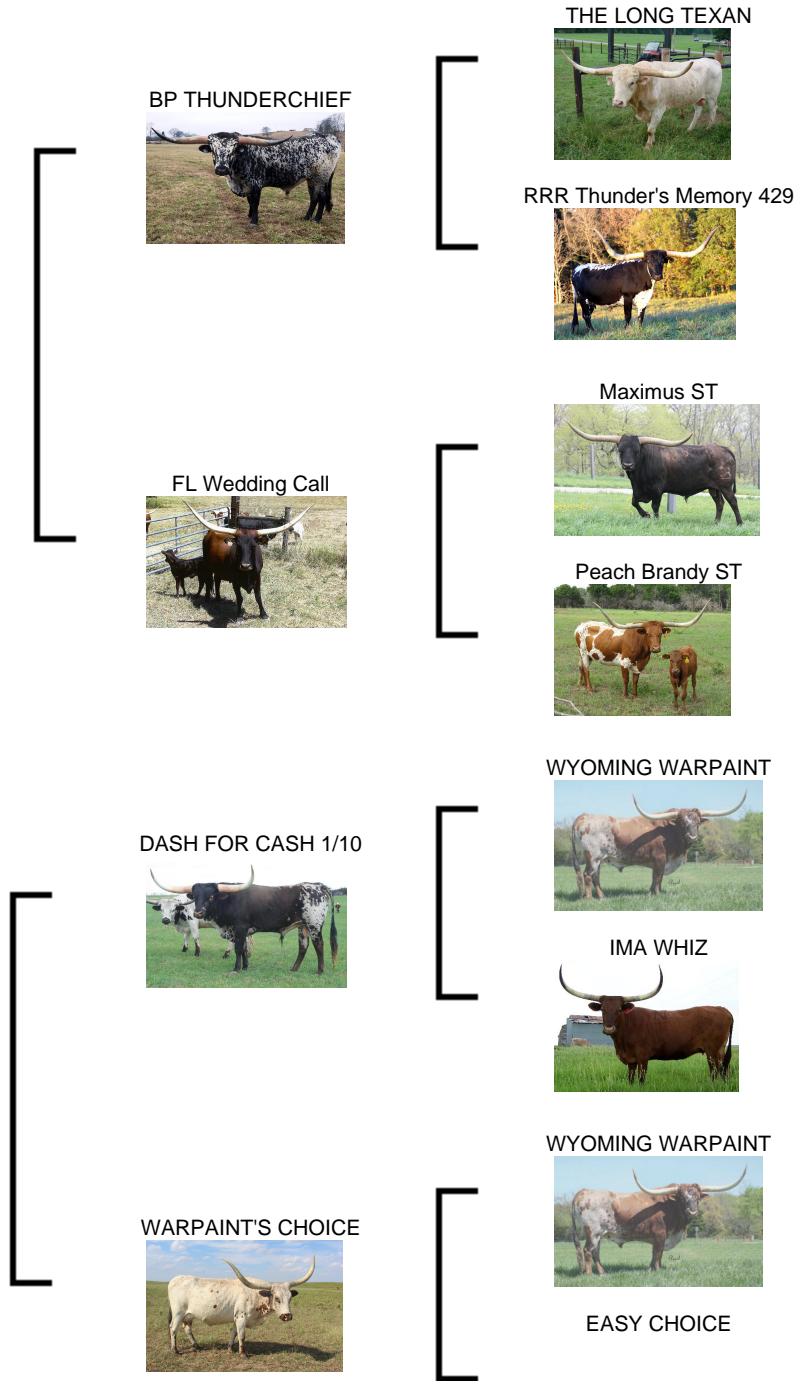 THE LONG TEXAN
BP THUNDERCHIEF
RRR Thunder's Memory 429
Maximus ST
FL Wedding Call
Peach Brandy ST
WYOMING WARPAINT
DASH FOR CASH 1/10
IMA WHIZ
WYOMING WARPAINT
WARPAINT'S CHOICE
EASY CHOICE